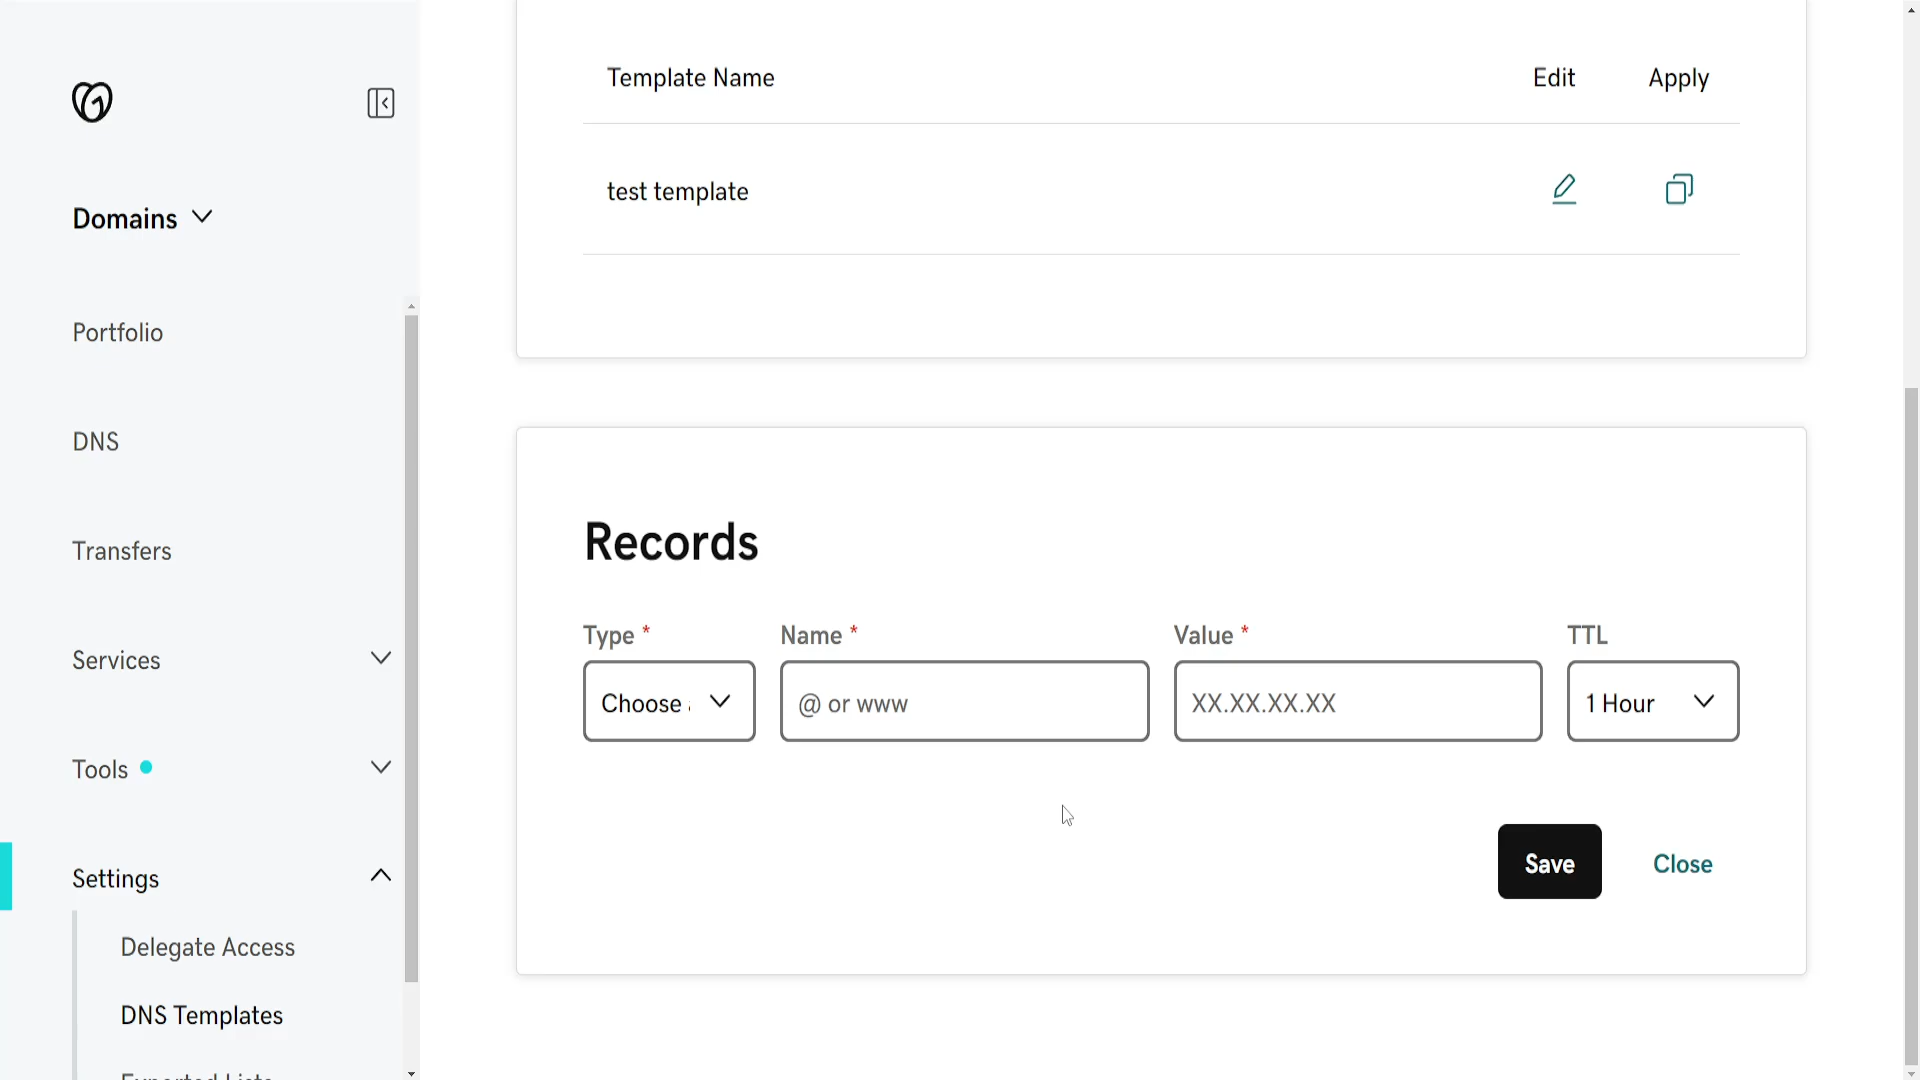 Domains
Portfolio
DNS
Transfers
Services
Tools
Settings
Delegate Access
DNS Templates
Template Name Edit Apply
test template
Records
Type * Name * Value * TTL
Choose @ or www XX.XX.XX.XX 1 Hour
Save Close